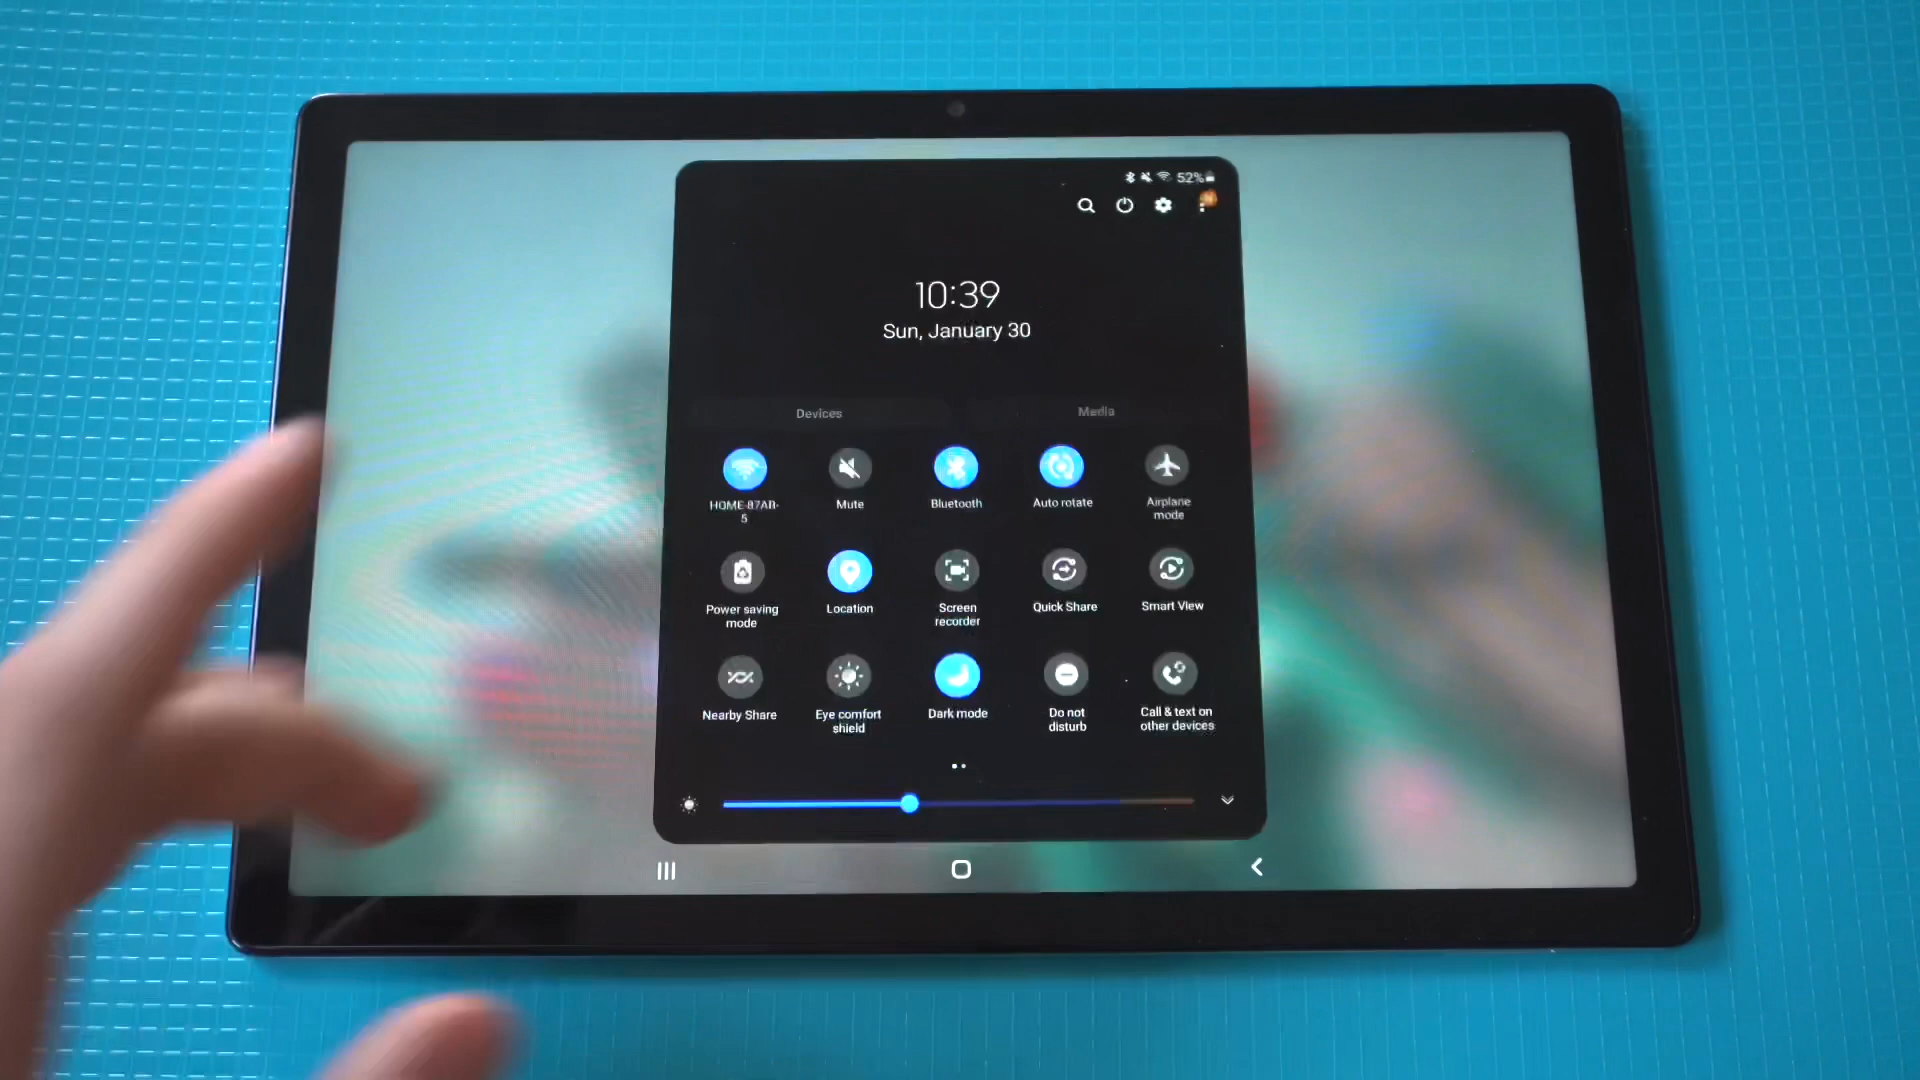 52%
10:39
Sun, January 30
Devices
Media
HOME-87AB-
5
Mute
Bluetooth
Auto rotate
Airplane
mode
Power saving
mode
Location
Screen
recorder
Quick Share
Smart View
Nearby Share
Eye comfort
shield
Dark mode
Do not
disturb
Call & text on
other devices